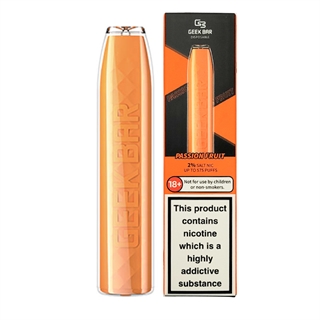 GB
GEEK BAR
DISPOSABLE
GEEK BAR
PASSION FRUIT
2% SALT NIC
UP TO 575 PUFFS
18+
Not for use by children
or non-smokers.
This product
contains
nicotine
which is a
highly
addictive
substance